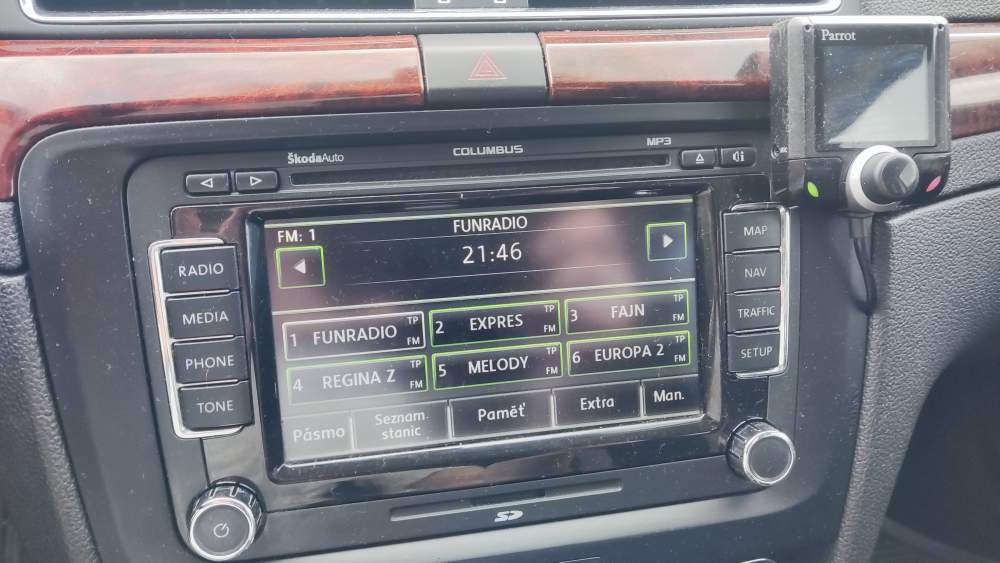 Parrot
ŠkodaAuto
COLUMBUS
MP3
RADIO
MEDIA
PHONE
TONE
FM: 1
FUNRADIO
21:46
1 FUNRADIO TP FM
2 EXPRES TP FM
3 FAJN TP FM
4 REGINA Z TP FM
5 MELODY TP FM
6 EUROPA 2 TP FM
Pásmo
Seznam
stanic
Paměť
Extra
Man.
MAP
NAV
TRAFFIC
SETUP
SD